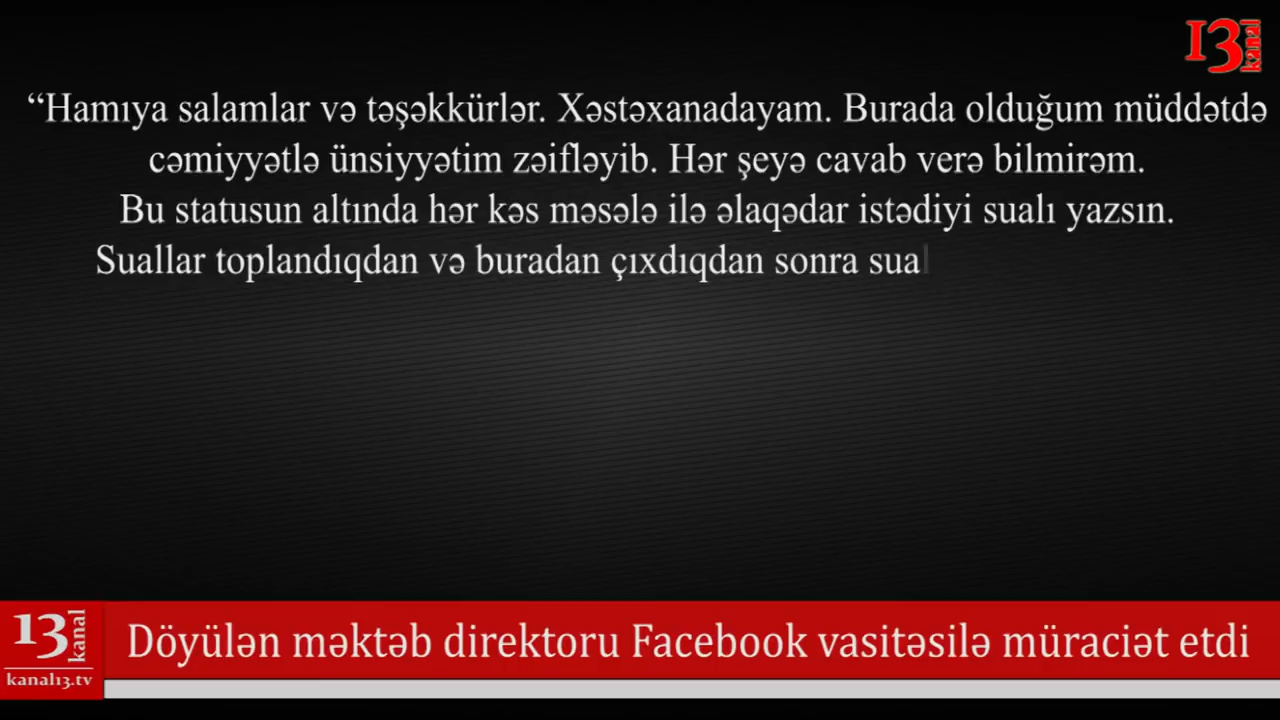 13 kanal
“Hamıya salamlar və təşəkkürlər. Xəstəxanadayam. Burada olduğum müddətdə
cəmiyyətlə ünsiyyətim zəifləyib. Hər şeyə cavab verə bilmirəm.
Bu statusun altında hər kəs məsələ ilə əlaqədar istədiyi sualı yazsın.
Suallar toplandıqdan və buradan çıxdıqdan sonra sual
13 kanal
kanal13.tv
Döyülən məktəb direktoru Facebook vasitəsilə müraciət etdi